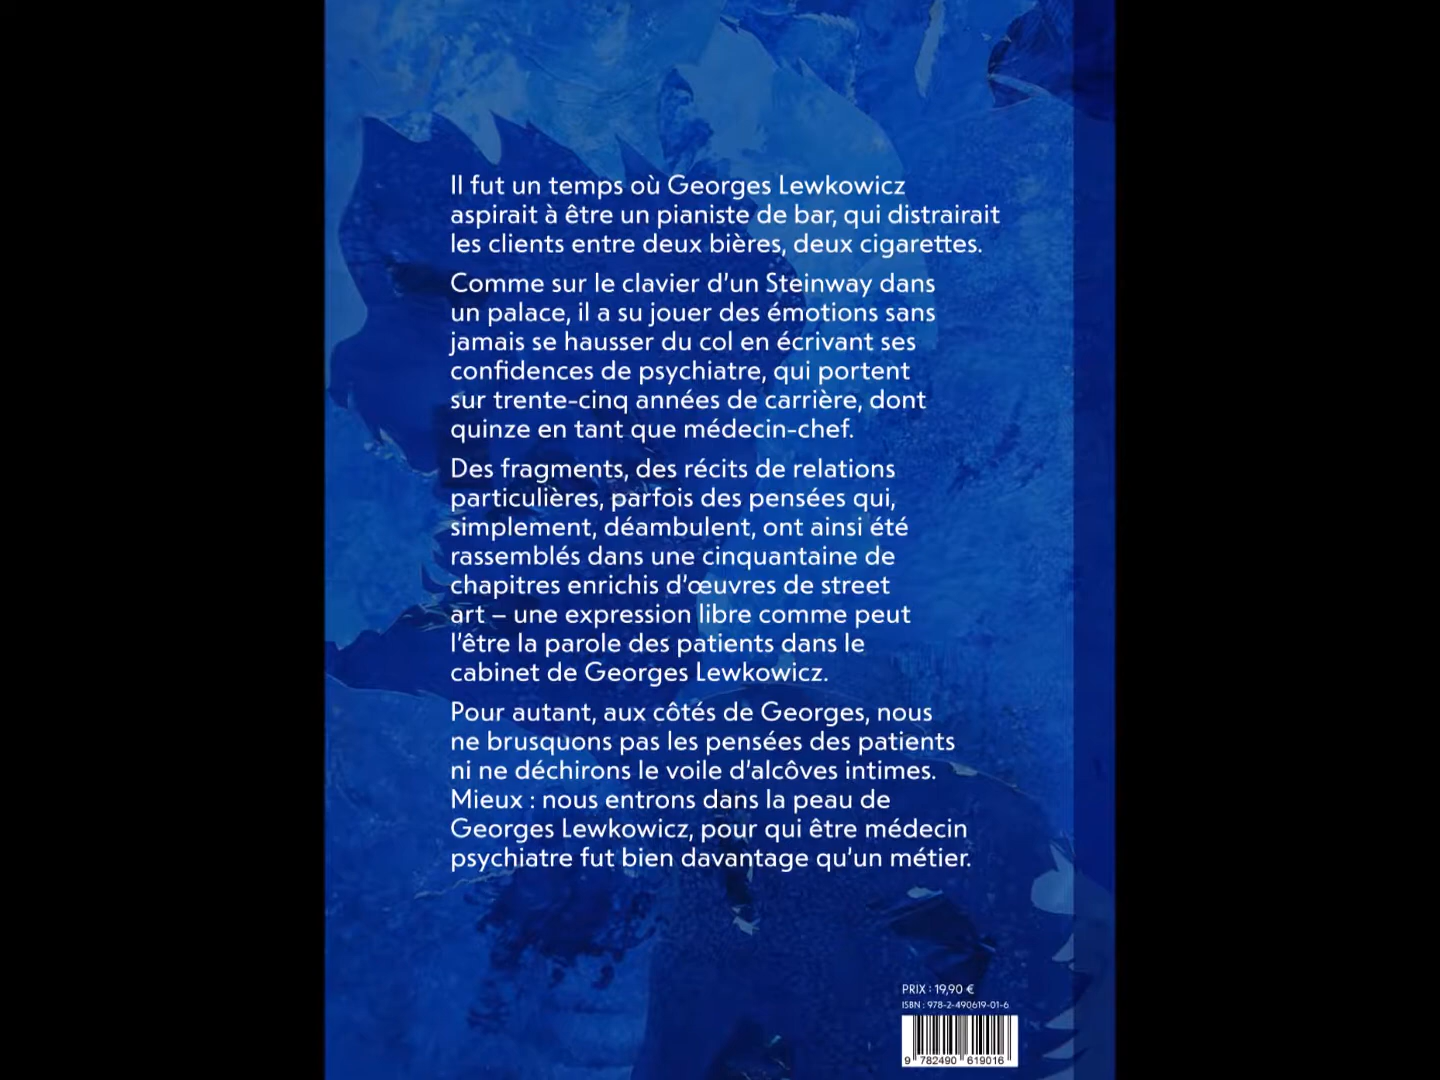 Il fut un temps où Georges Lewkowicz
aspirait à être un pianiste de bar, qui distrairait
les clients entre deux bières, deux cigarettes.
Comme sur le clavier d'un Steinway dans
un palace, il a su jouer des émotions sans
jamais se hausser du col en écrivant ses
confidences de psychiatre, qui portent
sur trente-cinq années de carrière, dont
quinze en tant que médecin-chef.
Des fragments, des récits de relations
particulières, parfois des pensées qui,
simplement, déambulent, ont ainsi été
rassemblés dans une cinquantaine de
chapitres enrichis d'œuvres de street
art – une expression libre comme peut
l'être la parole des patients dans le
cabinet de Georges Lewkowicz.
Pour autant, aux côtés de Georges, nous
ne brusquons pas les pensées des patients
ni ne déchirons le voile d'alcôves intimes.
Mieux : nous entrons dans la peau de
Georges Lewkowicz, pour qui être médecin
psychiatre fut bien davantage qu'un métier.
PRIX : 19,90 €
ISBN : 978-2-490619-01-6
9 782490 619016